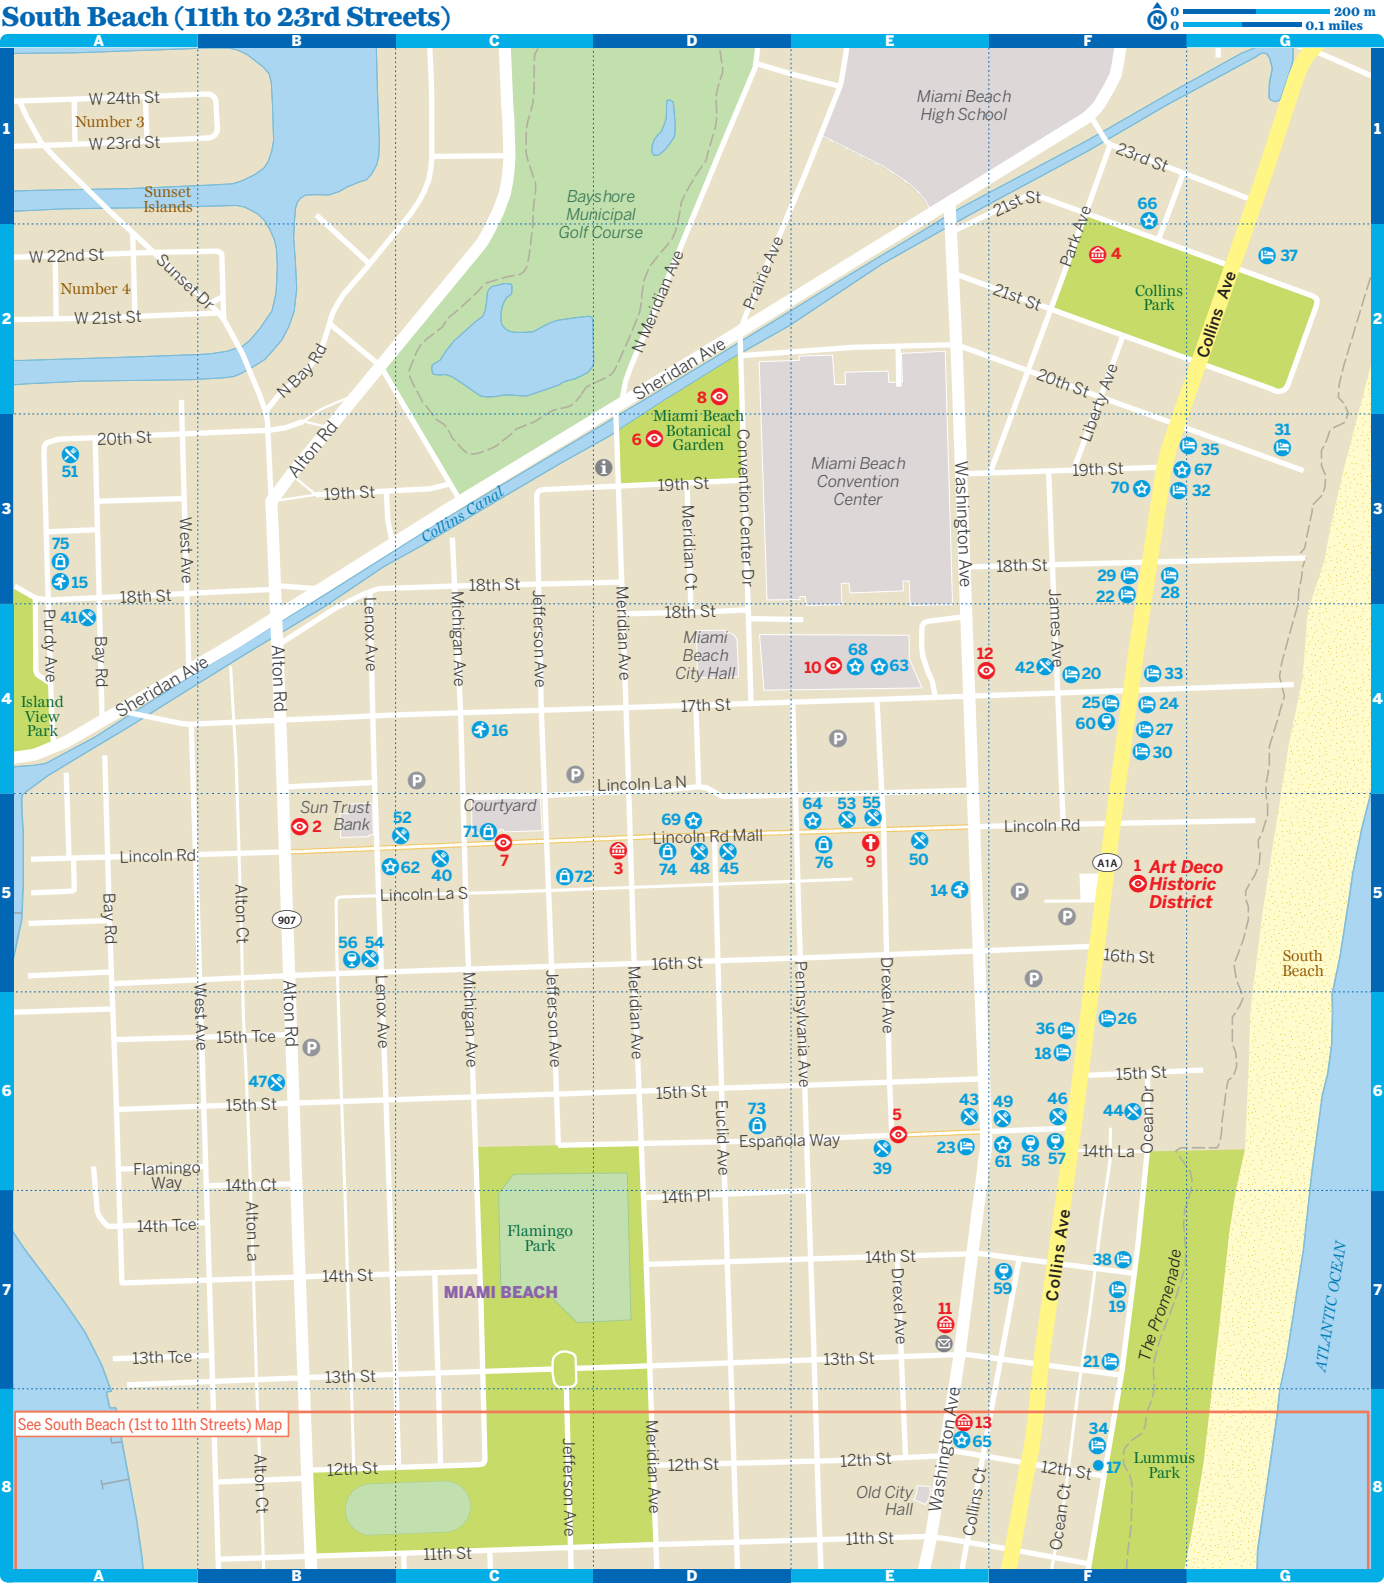 South Beach (11th to 23rd Streets)
N
0 200 m
0 0.1 miles
A B C D E F G
1
W 24th St
Number 3
W 23rd St
Sunset
Islands
Bayshore
Municipal
Golf Course
Miami Beach
High School
23rd St
21st St
66
1
2
W 22nd St
Number 4
W 21st St
Sunset Dr
N Bay Rd
N Meridian Ave
Prairie Ave
Sheridan Ave
Park Ave
4
37
Collins
Park
Collins Ave
21st St
20th St
Liberty Ave
8
2
3
20th St
51
Alton Rd
19th St
Collins Canal
i
6
Miami Beach
Botanical
Garden
19th St
Convention Center Dr
Meridian Ct
Miami Beach
Convention
Center
Washington Ave
19th St
35
31
67
70
32
75
15
West Ave
18th St
18th St
18th St
29
28
22
3
4
41
Purdy Ave
Bay Rd
Sheridan Ave
Island
View
Park
Alton Rd
Lenox Ave
Michigan Ave
Jefferson Ave
Meridian Ave
18th St
Miami
Beach
City Hall
17th St
10
68
63
12
James Ave
42
20
33
25
24
60
27
30
16
P
P
P
Lincoln La N
4
5
Sun Trust
Bank
2
52
Courtyard
71
7
62
40
72
3
69
Lincoln Rd Mall
74
48
45
64
53
55
76
9
50
14
Lincoln Rd
Lincoln Rd
Lincoln La S
A1A
1 Art Deco
Historic
District
P
P
Bay Rd
Alton Ct
907
56
54
16th St
16th St
South
Beach
5
6
West Ave
Alton Rd
Lenox Ave
Michigan Ave
Jefferson Ave
Meridian Ave
Pennsylvania Ave
Drexel Ave
P
15th Tce
P
36
26
18
47
15th St
15th St
15th St
Euclid Ave
73
Española Way
5
39
43
23
49
61
58
46
57
44
14th La
Ocean Dr
Flamingo
Way
14th Ct
14th Pl
6
7
14th Tce
Alton La
14th St
Flamingo
Park
MIAMI BEACH
14th St
Drexel Ave
59
Collins Ave
38
19
The Promenade
ATLANTIC OCEAN
11
13th Tce
13th St
13th St
21
7
8
See South Beach (1st to 11th Streets) Map
Alton Ct
12th St
Jefferson Ave
Meridian Ave
12th St
12th St
Washington Ave
13
65
34
17
12th St
Lummus
Park
Old City
Hall
Collins Ct
Ocean Ct
11th St
11th St
8
A B C D E F G